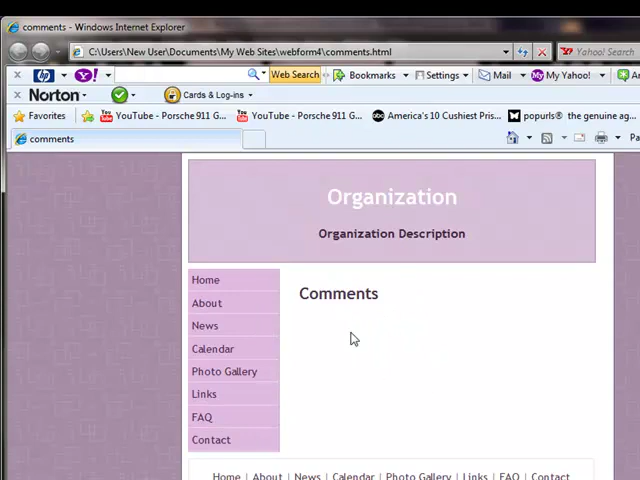 comments - Windows Internet Explorer
C:\Users\New User\Documents\My Web Sites\webform4\comments.html
Yahoo! Search
hp Y! Web Search Bookmarks Settings Mail My Yahoo!
Norton Cards & Log-ins
Favorites YouTube - Porsche 911 G... YouTube - Porsche 911 G... abc America's 10 Cushiest Pris... popurls® the genuine ag...
comments
Organization
Organization Description
Home
About
News
Calendar
Photo Gallery
Links
FAQ
Contact
Comments
Home | About | News | Calendar | Photo Gallery | Links | FAQ | Contact